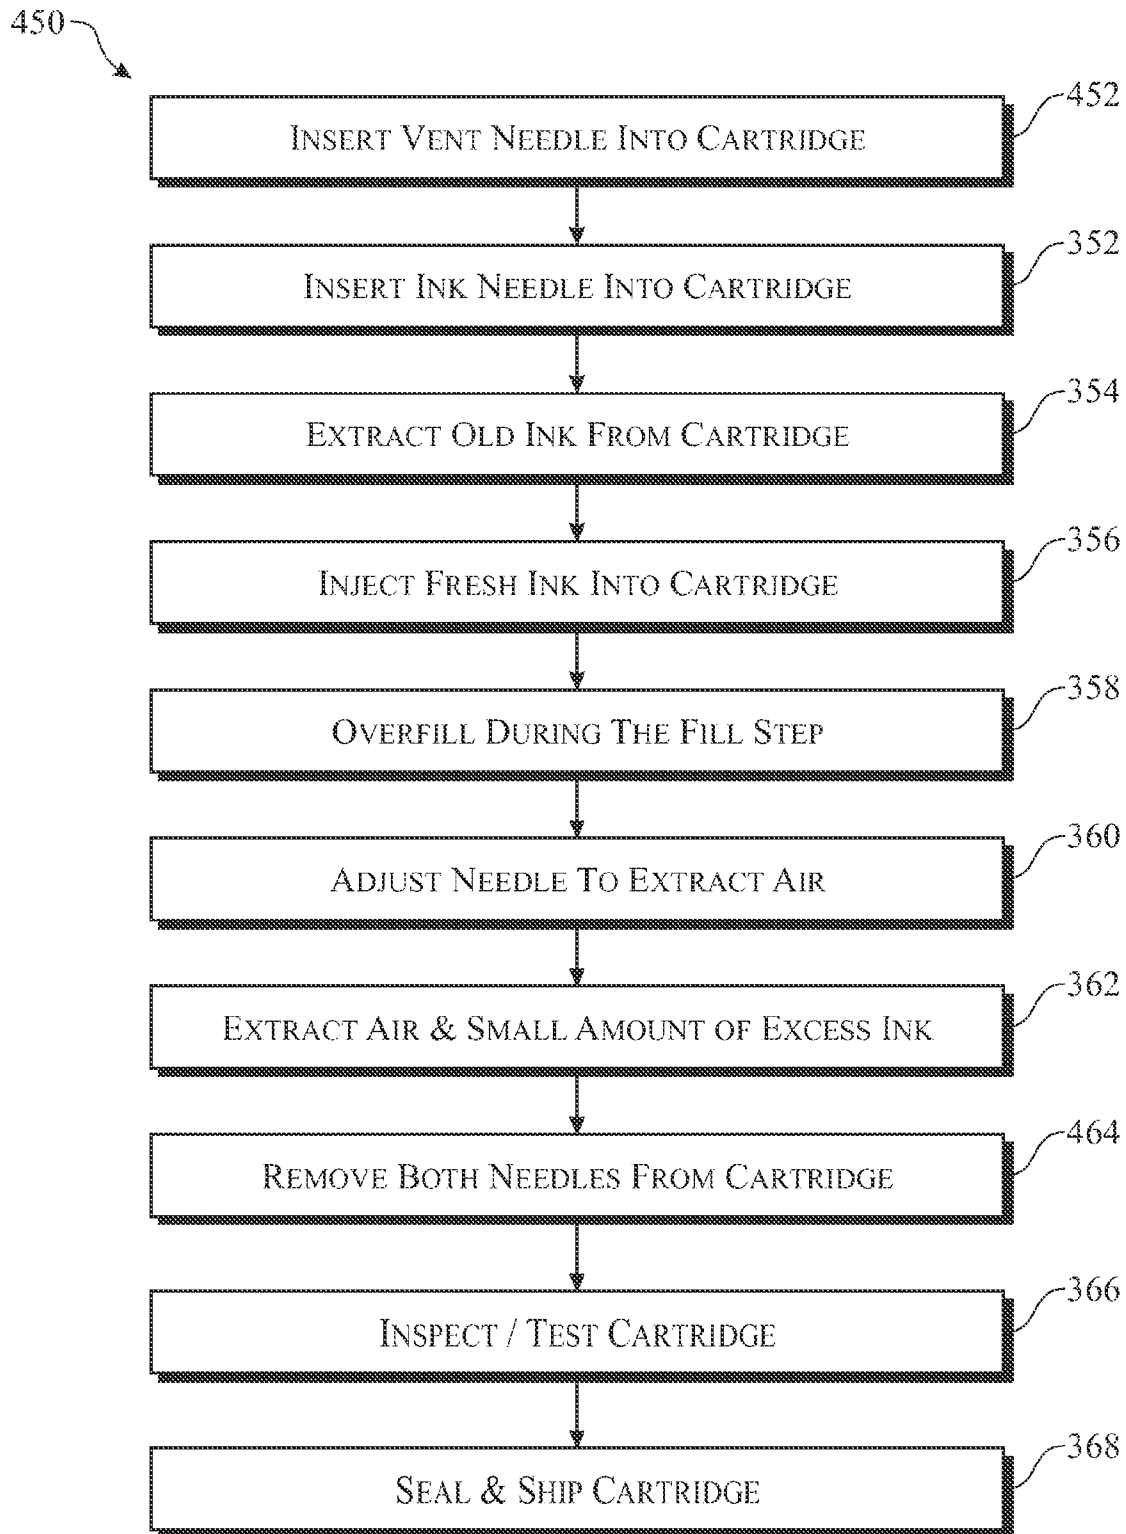 450
452
INSERT VENT NEEDLE INTO CARTRIDGE
352
INSERT INK NEEDLE INTO CARTRIDGE
354
EXTRACT OLD INK FROM CARTRIDGE
356
INJECT FRESH INK INTO CARTRIDGE
358
OVERFILL DURING THE FILL STEP
360
ADJUST NEEDLE TO EXTRACT AIR
362
EXTRACT AIR & SMALL AMOUNT OF EXCESS INK
464
REMOVE BOTH NEEDLES FROM CARTRIDGE
366
INSPECT / TEST CARTRIDGE
368
SEAL & SHIP CARTRIDGE